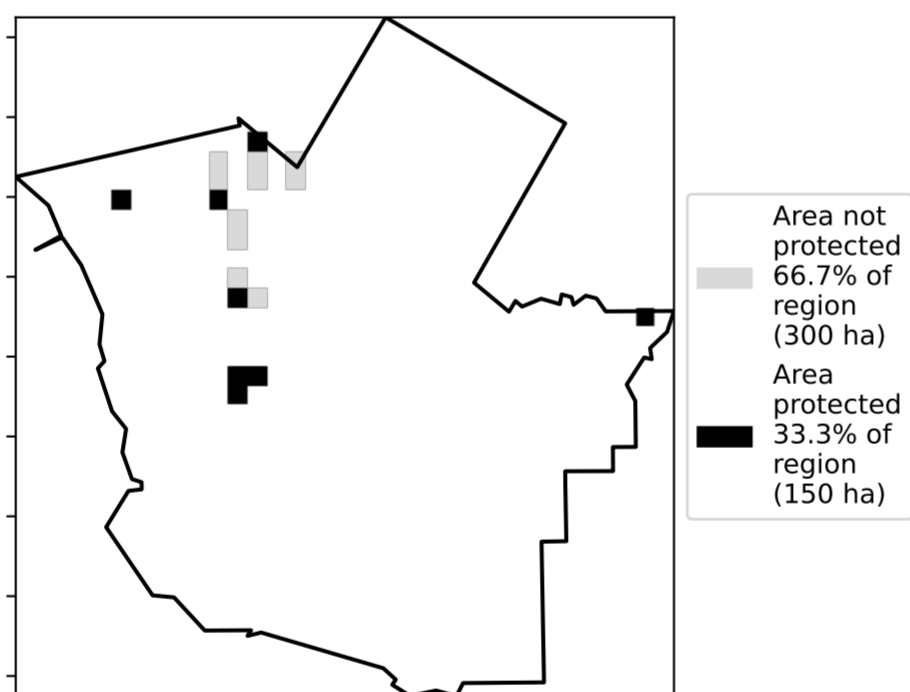 Area not
protected
66.7% of
region
(300 ha)
Area
protected
33.3% of
region
(150 ha)